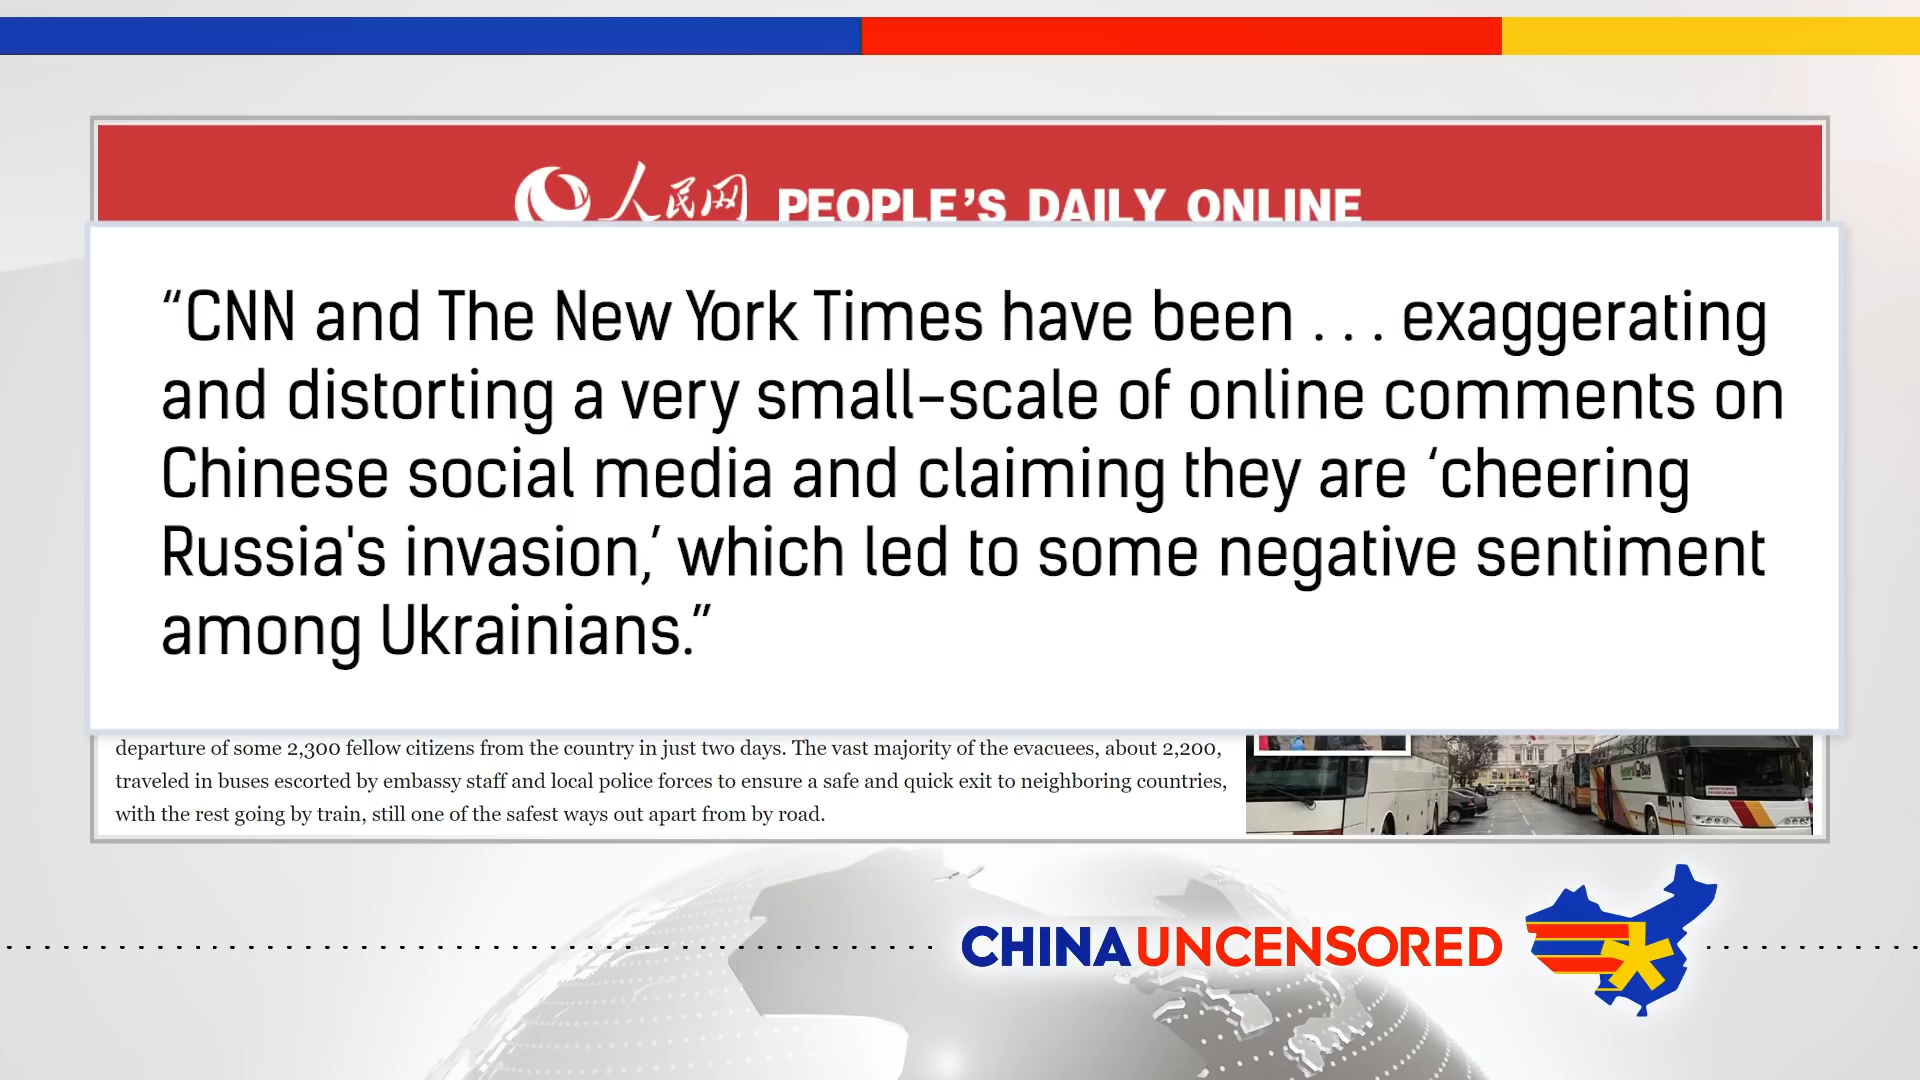 人民网 PEOPLE'S DAILY ONLINE
“CNN and The New York Times have been . . . exaggerating
and distorting a very small-scale of online comments on
Chinese social media and claiming they are ‘cheering
Russia's invasion,’ which led to some negative sentiment
among Ukrainians.”
departure of some 2,300 fellow citizens from the country in just two days. The vast majority of the evacuees, about 2,200,
traveled in buses escorted by embassy staff and local police forces to ensure a safe and quick exit to neighboring countries,
with the rest going by train, still one of the safest ways out apart from by road.
CHINA UNCENSORED